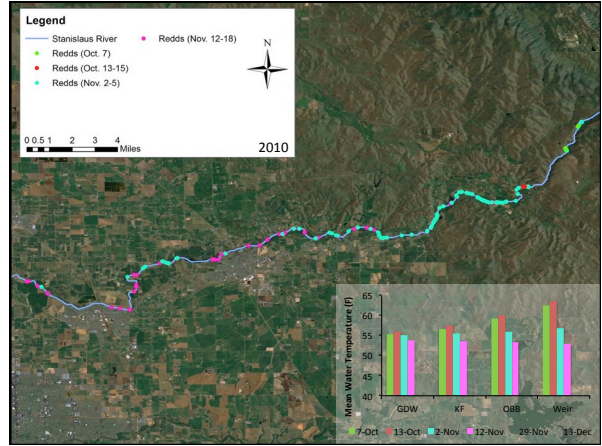 Legend
Stanislaus River
Redds (Nov. 12-18)
Redds (Oct. 7)
Redds (Oct. 13-15)
Redds (Nov. 2-5)
N
0 0.5 1 2 3 4
Miles
2010
Mean Water Temperature (F)
65
60
55
50
45
40
GDW KF OBB Weir
7-Oct 13-Oct 2-Nov 12-Nov 29-Nov 13-Dec